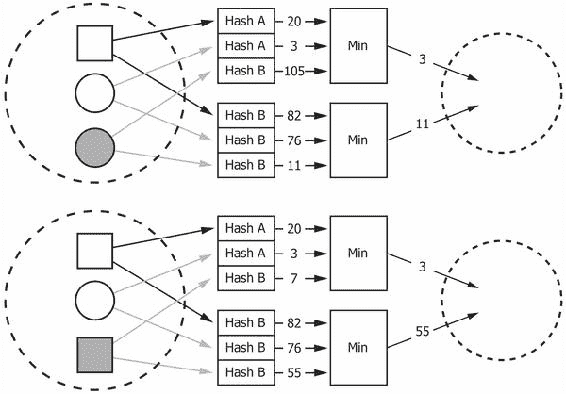 Hash A 20
Hash A 3 Min 3
Hash B 105
Hash B 82
Hash B 76 Min 11
Hash B 11
Hash A 20
Hash A 3 Min 3
Hash B 7
Hash B 82
Hash B 76 Min 55
Hash B 55